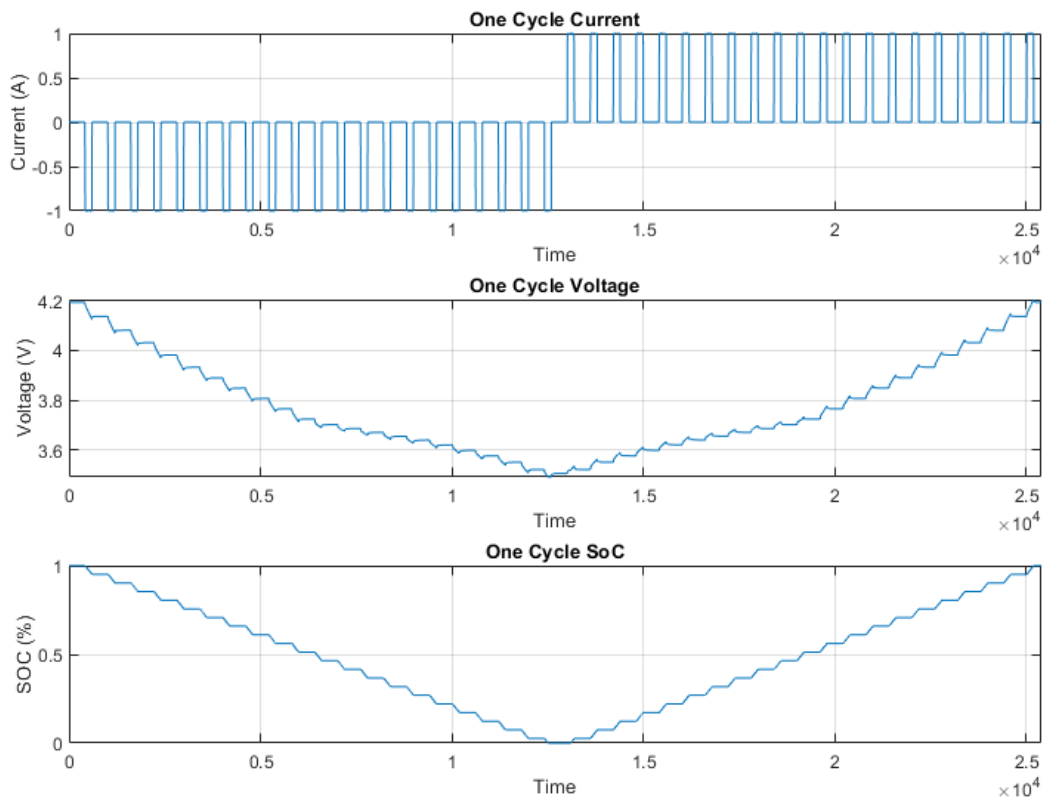 One Cycle Current
1
0.5
0
-0.5
-1
Current (A)
0 0.5 1 1.5 2 2.5
Time
×10^4
One Cycle Voltage
4.2
4
3.8
3.6
Voltage (V)
0 0.5 1 1.5 2 2.5
Time
×10^4
One Cycle SoC
1
0.5
0
SOC (%)
0 0.5 1 1.5 2 2.5
Time
×10^4